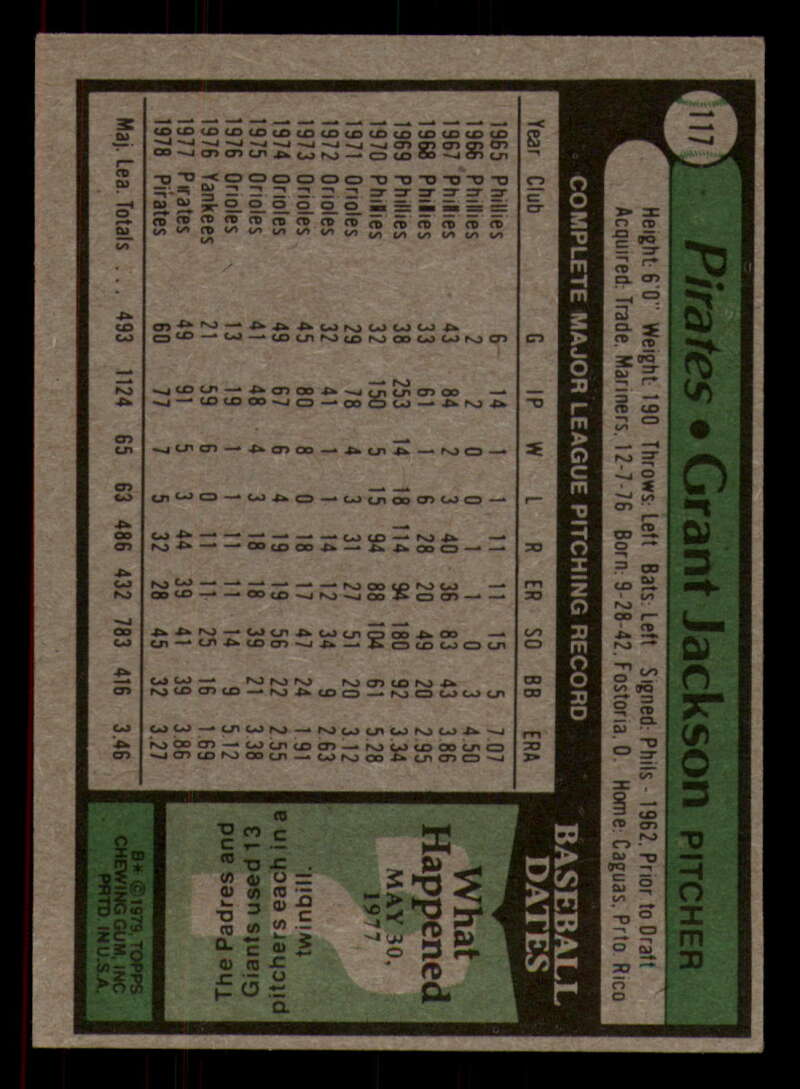 117 Pirates • Grant Jackson PITCHER
Height: 6'0" Weight: 190 Throws: Left Bats: Left Signed: Phils - 1962, Prior to Draft
Acquired: Trade, Mariners, 12-7-76 Born: 9-28-42, Fostoria, O. Home: Caguas, Prto Rico
COMPLETE MAJOR LEAGUE PITCHING RECORD
Year Club G IP W L R ER SO BB ERA
1965 Phillies 6 14 1 1 11 11 15 5 7.07
1966 Phillies 2 2 0 0 1 1 0 3 4.50
1967 Phillies 43 84 2 3 40 36 83 43 3.86
1968 Phillies 33 61 1 6 28 20 49 20 2.95
1969 Phillies 38 253 14 18 114 94 180 92 3.34
1970 Phillies 32 150 5 15 94 88 104 61 5.28
1971 Orioles 29 78 4 3 31 27 51 20 3.12
1972 Orioles 32 41 1 1 14 12 34 9 2.63
1973 Orioles 45 80 8 0 18 17 47 24 1.91
1974 Orioles 49 67 6 4 19 19 56 22 2.55
1975 Orioles 41 48 4 3 18 18 39 21 3.38
1976 Orioles 13 19 1 1 11 11 14 9 5.12
1976 Yankees 21 59 6 0 11 11 25 16 1.69
1977 Pirates 49 91 5 3 44 39 41 39 3.86
1978 Pirates 60 77 7 5 32 28 45 32 3.27
Maj. Lea. Totals . . . 493 1124 65 63 486 432 783 416 3.46
BASEBALL
DATES
What
Happened
MAY 30,
1977
?
The Padres and
Giants used 13
pitchers each in a
twinbill.
B* © 1979, TOPPS
CHEWING GUM, INC
PRTD. IN U.S.A.